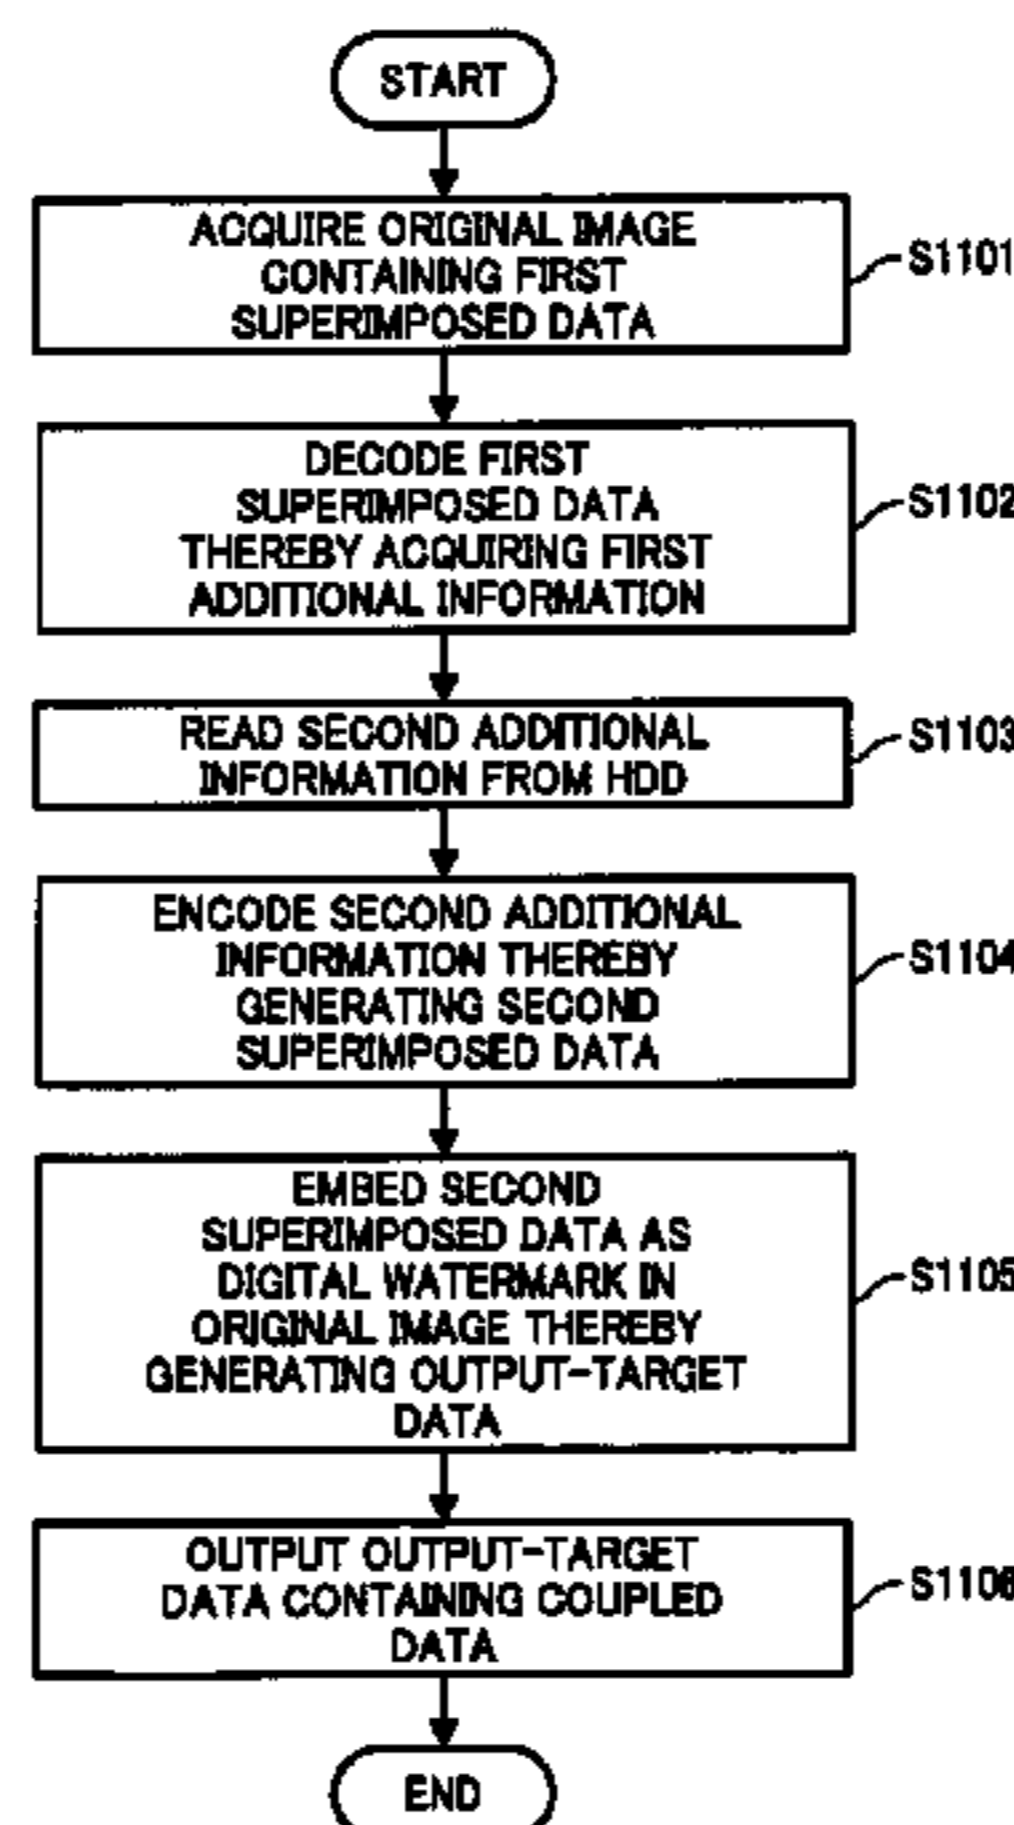 START
ACQUIRE ORIGINAL IMAGE
CONTAINING FIRST
SUPERIMPOSED DATA
S1101
DECODE FIRST
SUPERIMPOSED DATA
THEREBY ACQUIRING FIRST
ADDITIONAL INFORMATION
S1102
READ SECOND ADDITIONAL
INFORMATION FROM HDD
S1103
ENCODE SECOND ADDITIONAL
INFORMATION THEREBY
GENERATING SECOND
SUPERIMPOSED DATA
S1104
EMBED SECOND
SUPERIMPOSED DATA AS
DIGITAL WATERMARK IN
ORIGINAL IMAGE THEREBY
GENERATING OUTPUT-TARGET
DATA
S1105
OUTPUT OUTPUT-TARGET
DATA CONTAINING COUPLED
DATA
S1106
END